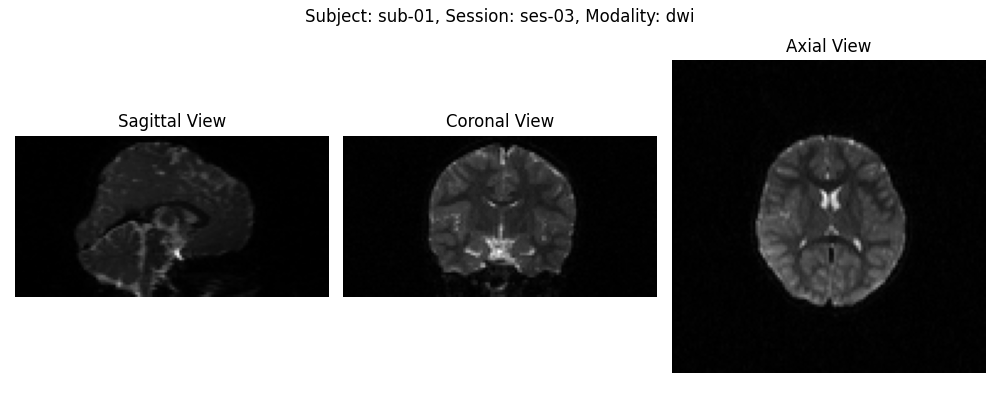 Subject: sub-01, Session: ses-03, Modality: dwi
Sagittal View
Coronal View
Axial View